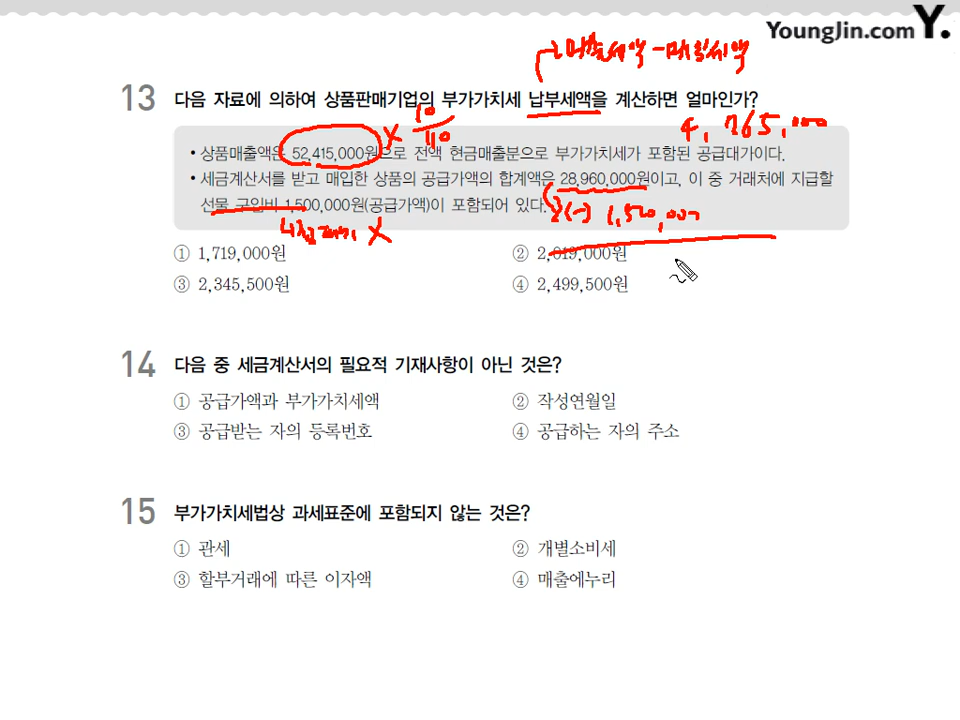 YoungJin.com Y.
매출세액-매입세액
13 다음 자료에 의하여 상품판매기업의 부가가치세 납부세액을 계산하면 얼마인가?
× 10/110
4,765,000
• 상품매출액은 52,415,000원으로 전액 현금매출분으로 부가가치세가 포함된 공급대가이다.
• 세금계산서를 받고 매입한 상품의 공급가액의 합계액은 28,960,000원이고, 이 중 거래처에 지급할
선물 구입비 1,500,000원(공급가액)이 포함되어 있다.
(-) 1,500,000
×
① 1,719,000원 ② 2,019,000원
③ 2,345,500원 ④ 2,499,500원
14 다음 중 세금계산서의 필요적 기재사항이 아닌 것은?
① 공급가액과 부가가치세액 ② 작성연월일
③ 공급받는 자의 등록번호 ④ 공급하는 자의 주소
15 부가가치세법상 과세표준에 포함되지 않는 것은?
① 관세 ② 개별소비세
③ 할부거래에 따른 이자액 ④ 매출에누리